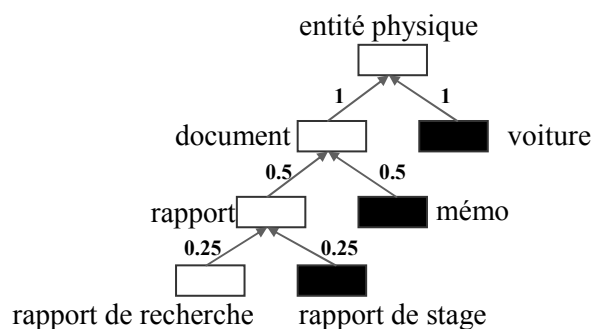 entité physique
1 1
document voiture
0.5 0.5
rapport mémo
0.25 0.25
rapport de recherche rapport de stage